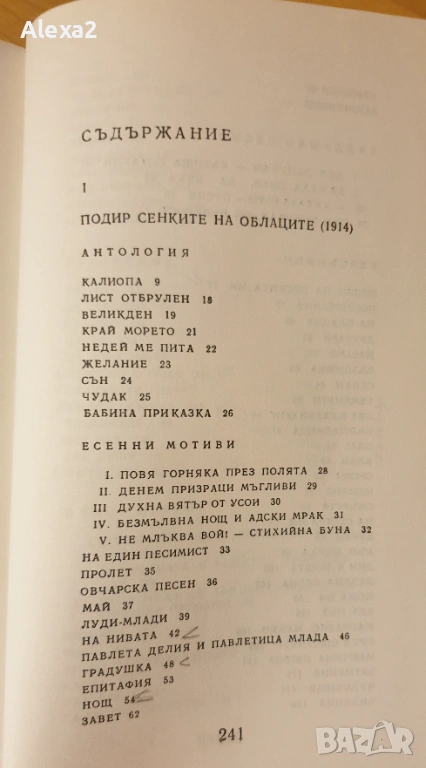 Alexa2
СЪДЪРЖАНИЕ
I
ПОДИР СЕНКИТЕ НА ОБЛАЦИТЕ (1914)
АНТОЛОГИЯ
КАЛИОПА 9
ЛИСТ ОТБРУЛЕН 18
ВЕЛИКДЕН 19
КРАЙ МОРЕТО 21
НЕДЕЙ МЕ ПИТА 22
ЖЕЛАНИЕ 23
СЪН 24
ЧУДАК 25
БАБИНА ПРИКАЗКА 26
ЕСЕННИ МОТИВИ
I. ПОВЯ ГОРНЯКА ПРЕЗ ПОЛЯТА 28
II. ДЕНЕМ ПРИЗРАЦИ МЪГЛИВИ 29
III ДУХНА ВЯТЪР ОТ УСОИ 30
IV. БЕЗМЪЛВНА НОЩ И АДСКИ МРАК 31
V. НЕ МЛЪКВА ВОЙ! — СТИХИЙНА БУНА 32
НА ЕДИН ПЕСИМИСТ 33
ПРОЛЕТ 35
ОВЧАРСКА ПЕСЕН 36
МАЙ 37
ЛУДИ-МЛАДИ 39
НА НИВАТА 42
ПАВЛЕТА ДЕЛИЯ И ПАВЛЕТИЦА МЛАДА 46
ГРАДУШКА 48
ЕПИТАФИЯ 53
НОЩ 54
ЗАВЕТ 62
241
BAZAR